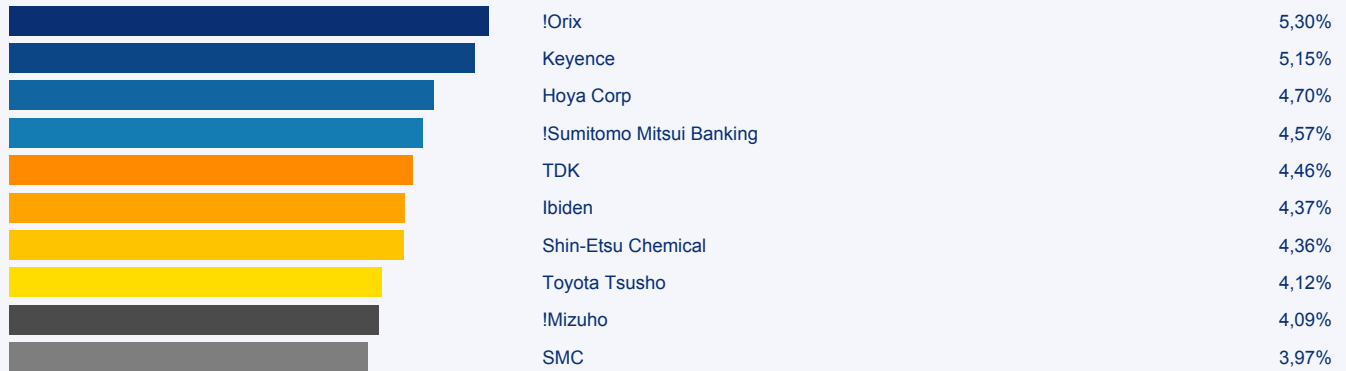 !Orix 5,30%
Keyence 5,15%
Hoya Corp 4,70%
!Sumitomo Mitsui Banking 4,57%
TDK 4,46%
Ibiden 4,37%
Shin-Etsu Chemical 4,36%
Toyota Tsusho 4,12%
!Mizuho 4,09%
SMC 3,97%